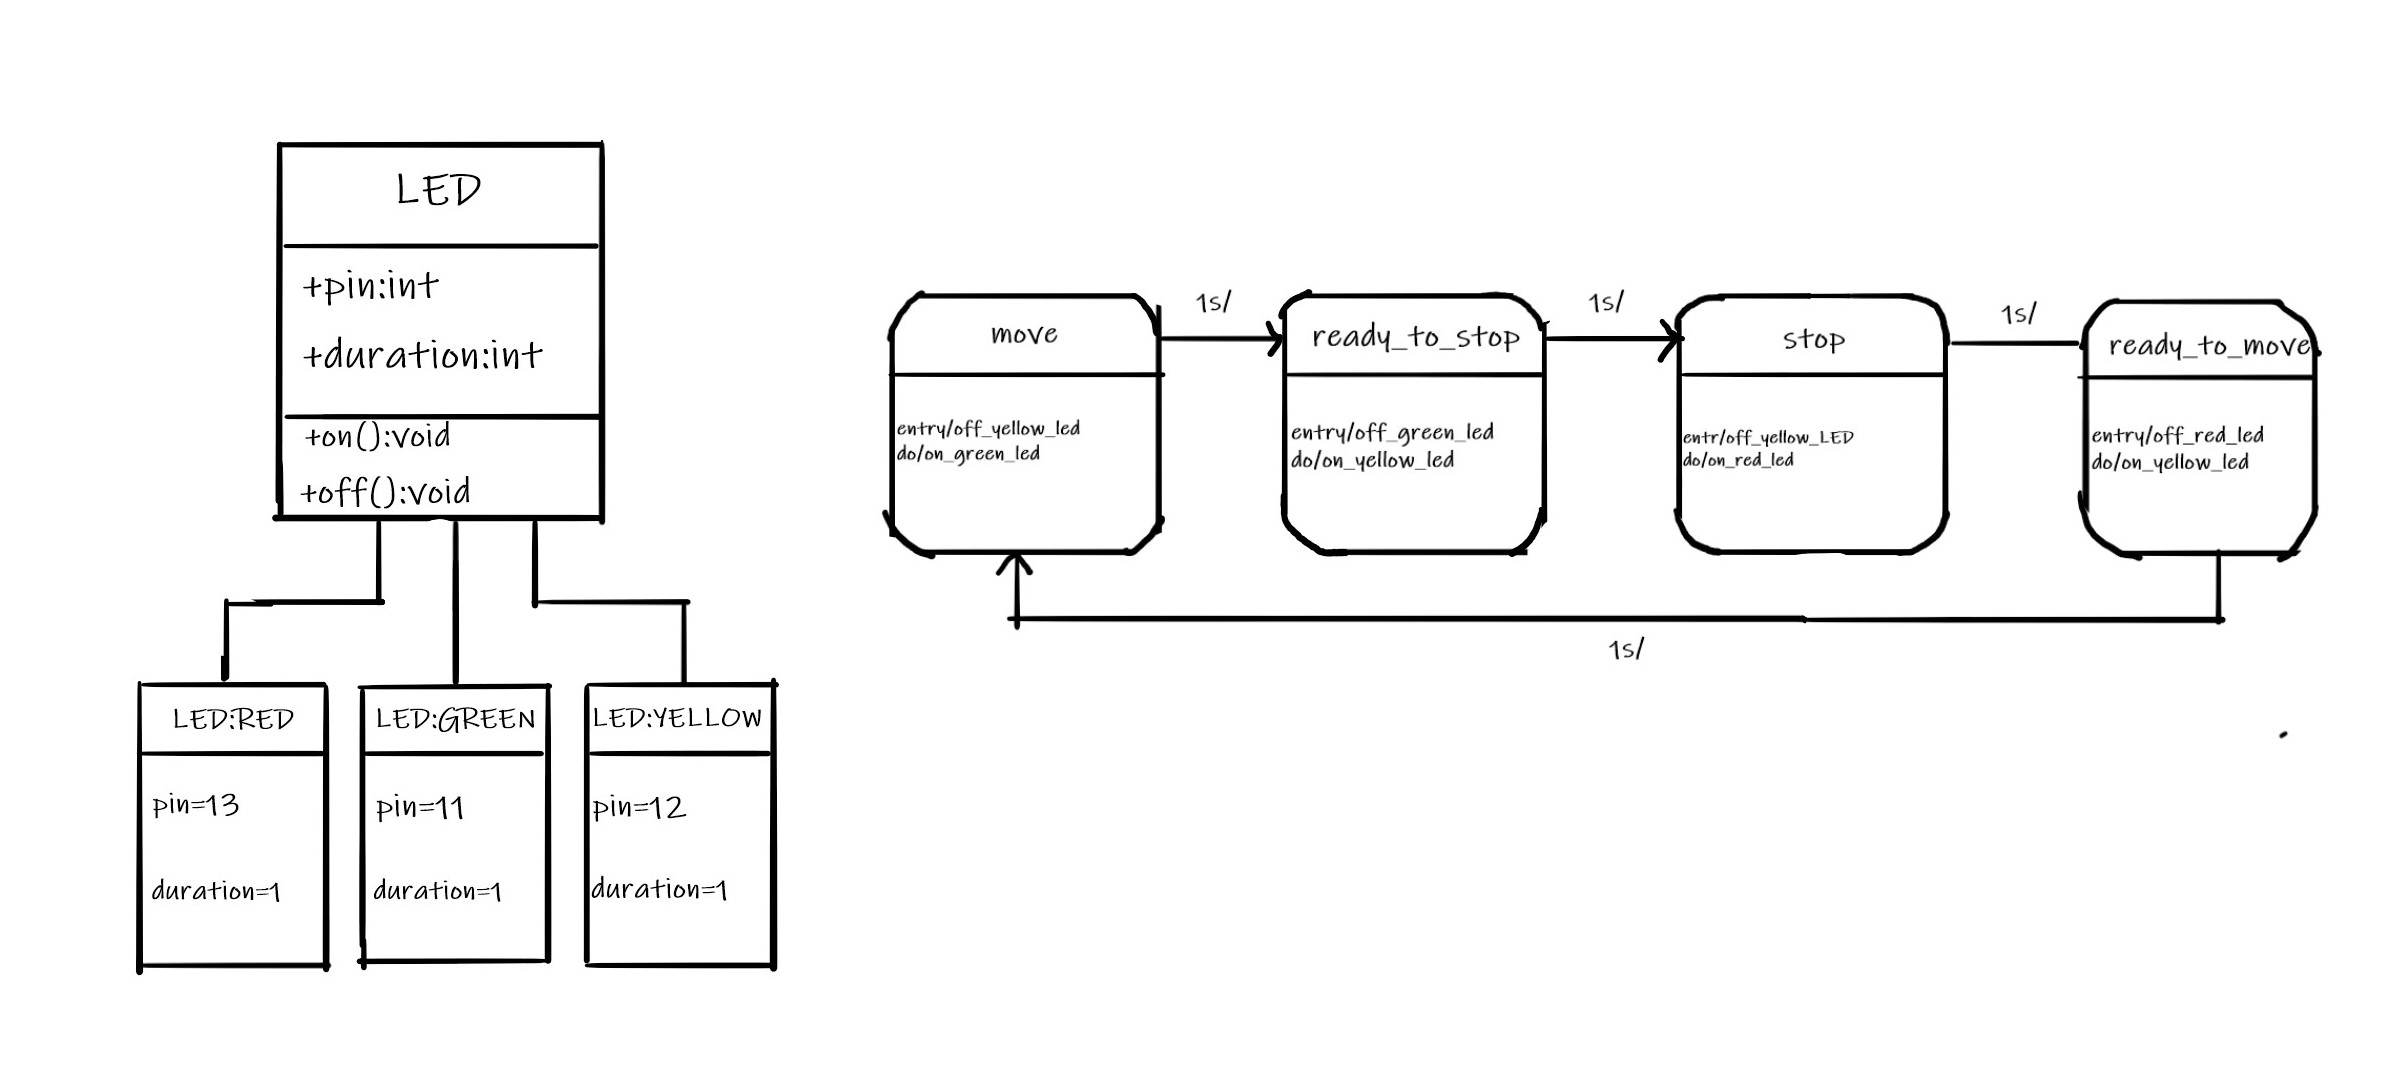 LED
+pin:int
+duration:int
+on():void
+off():void
LED:RED
pin=13
duration=1
LED:GREEN
pin=11
duration=1
LED:YELLOW
pin=12
duration=1
move
entry/off_yellow_led
do/on_green_led
1s/
ready_to_stop
entry/off_green_led
do/on_yellow_led
1s/
stop
entr/off_yellow_LED
do/on_red_led
1s/
ready_to_move
entry/off_red_led
do/on_yellow_led
1s/